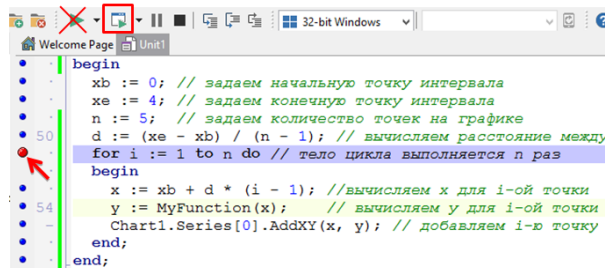 32-bit Windows
Welcome Page Unit1
begin
xb := 0; // задаем начальную точку интервала
xe := 4; // задаем конечную точку интервала
n := 5; // задаем количество точек на графике
50 d := (xe - xb) / (n - 1); // вычисляем расстояние между
for i := 1 to n do // тело цикла выполняется n раз
begin
x := xb + d * (i - 1); //вычисляем x для i-ой точки
54 y := MyFunction(x); // вычисляем y для i-ой точки
Chart1.Series[0].AddXY(x, y); // добавляем i-ю точку
end;
end;